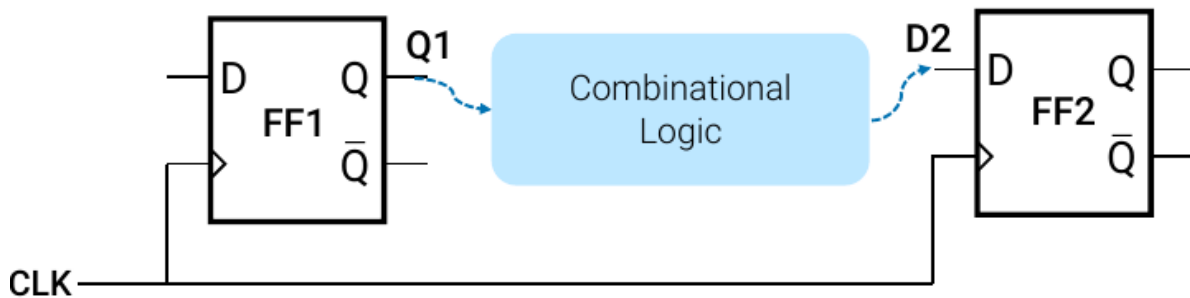 Q1
D2
D
Q
FF1
Q̅
Combinational
Logic
D
Q
FF2
Q̅
CLK